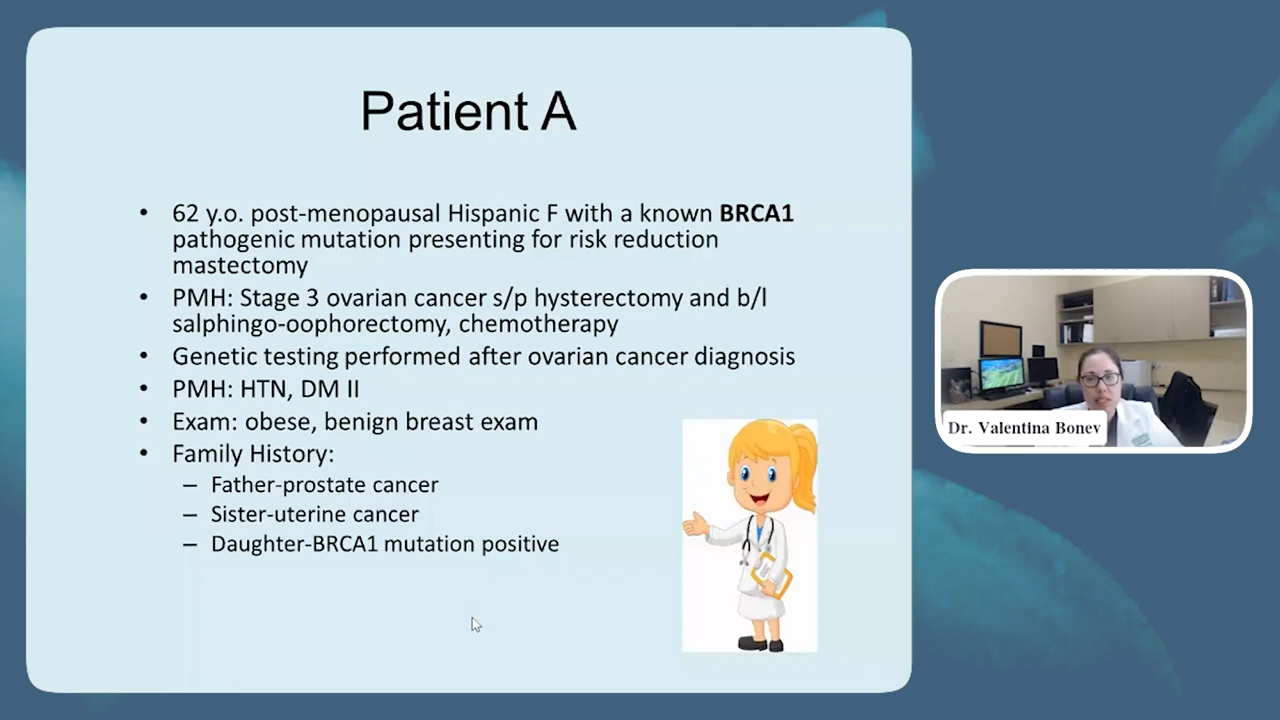 Patient A
• 62 y.o. post-menopausal Hispanic F with a known BRCA1
pathogenic mutation presenting for risk reduction
mastectomy
• PMH: Stage 3 ovarian cancer s/p hysterectomy and b/l
salphingo-oophorectomy, chemotherapy
• Genetic testing performed after ovarian cancer diagnosis
• PMH: HTN, DM II
• Exam: obese, benign breast exam
• Family History:
– Father-prostate cancer
– Sister-uterine cancer
– Daughter-BRCA1 mutation positive
Dr. Valentina Bonev